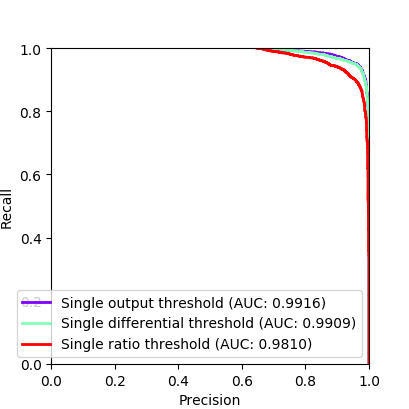 1.0
0.8
0.6
0.4
0.2
0.0
Recall
Single output threshold (AUC: 0.9916)
Single differential threshold (AUC: 0.9909)
Single ratio threshold (AUC: 0.9810)
0.0 0.2 0.4 0.6 0.8 1.0
Precision